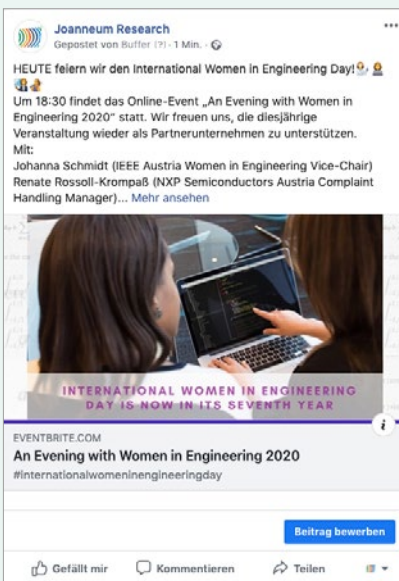 Joanneum Research
Gepostet von Buffer [?] · 1 Min. ·
HEUTE feiern wir den International Women in Engineering Day!
Um 18:30 findet das Online-Event „An Evening with Women in
Engineering 2020“ statt. Wir freuen uns, die diesjährige
Veranstaltung wieder als Partnerunternehmen zu unterstützen.
Mit:
Johanna Schmidt (IEEE Austria Women in Engineering Vice-Chair)
Renate Rossoll-Krompaß (NXP Semiconductors Austria Complaint
Handling Manager)... Mehr ansehen
INTERNATIONAL WOMEN IN ENGINEERING
DAY IS NOW IN ITS SEVENTH YEAR
i
EVENTBRITE.COM
An Evening with Women in Engineering 2020
#internationalwomeninengineeringday
Beitrag bewerben
Gefällt mir Kommentieren Teilen